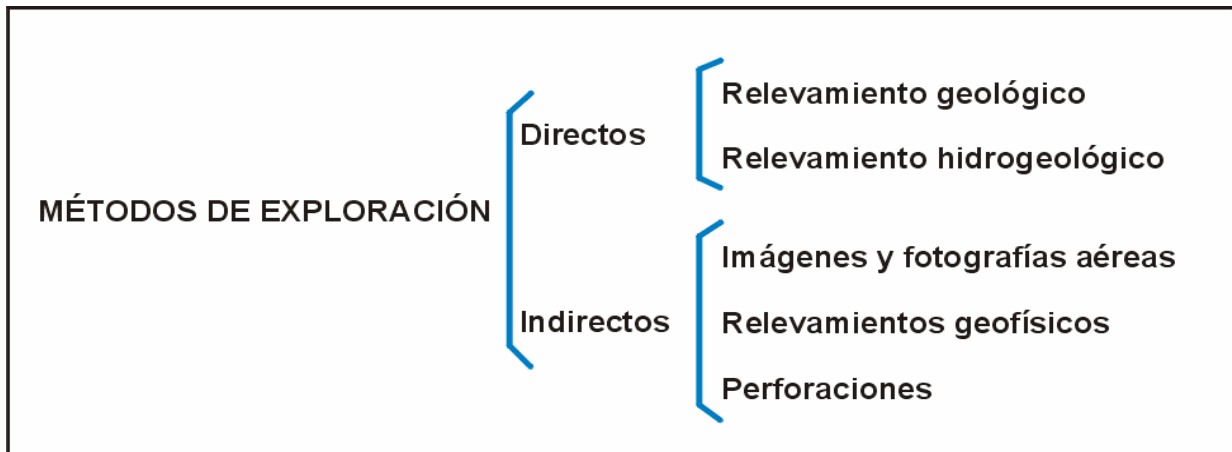 MÉTODOS DE EXPLORACIÓN
Directos
Relevamiento geológico
Relevamiento hidrogeológico
Indirectos
Imágenes y fotografías aéreas
Relevamientos geofísicos
Perforaciones